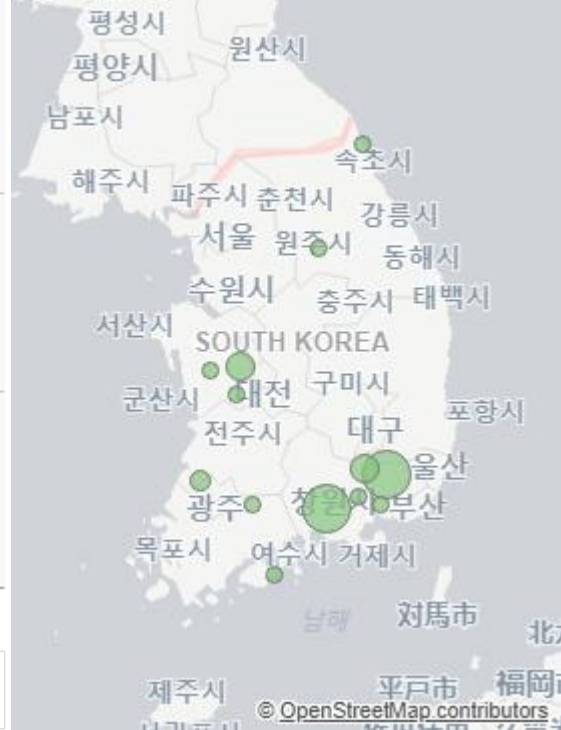 평성시
원산시
평양시
남포시
해주시
파주시
춘천시
속초시
강릉시
서울
원주시
동해시
수원시
충주시
태백시
서산시
SOUTH KOREA
군산시
대전
구미시
포항시
전주시
대구
울산
광주
창원시
부산
목포시
여수시
거제시
남해
対馬市
北
제주시
平戸市
福岡市
© OpenStreetMap contributors